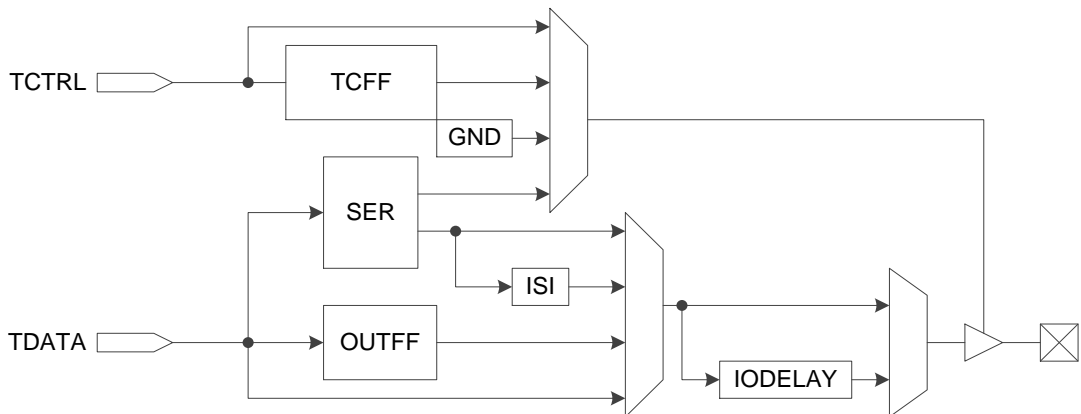 TCTRL
TCFF
GND
SER
ISI
TDATA
OUTFF
IODELAY